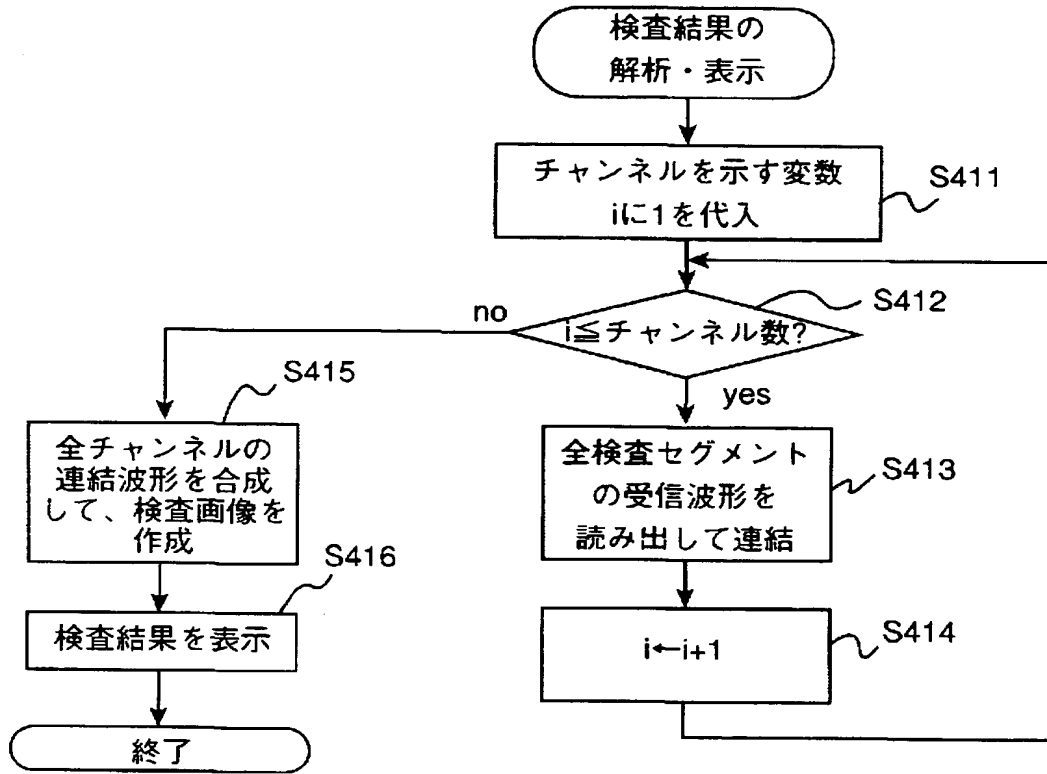 検査結果の
解析・表示
チャンネルを示す変数
iに1を代入
S411
i≦チャンネル数?
S412
no
yes
全検査セグメント
の受信波形を
読み出して連結
S413
i←i+1
S414
全チャンネルの
連結波形を合成
して、検査画像を
作成
S415
検査結果を表示
S416
終了